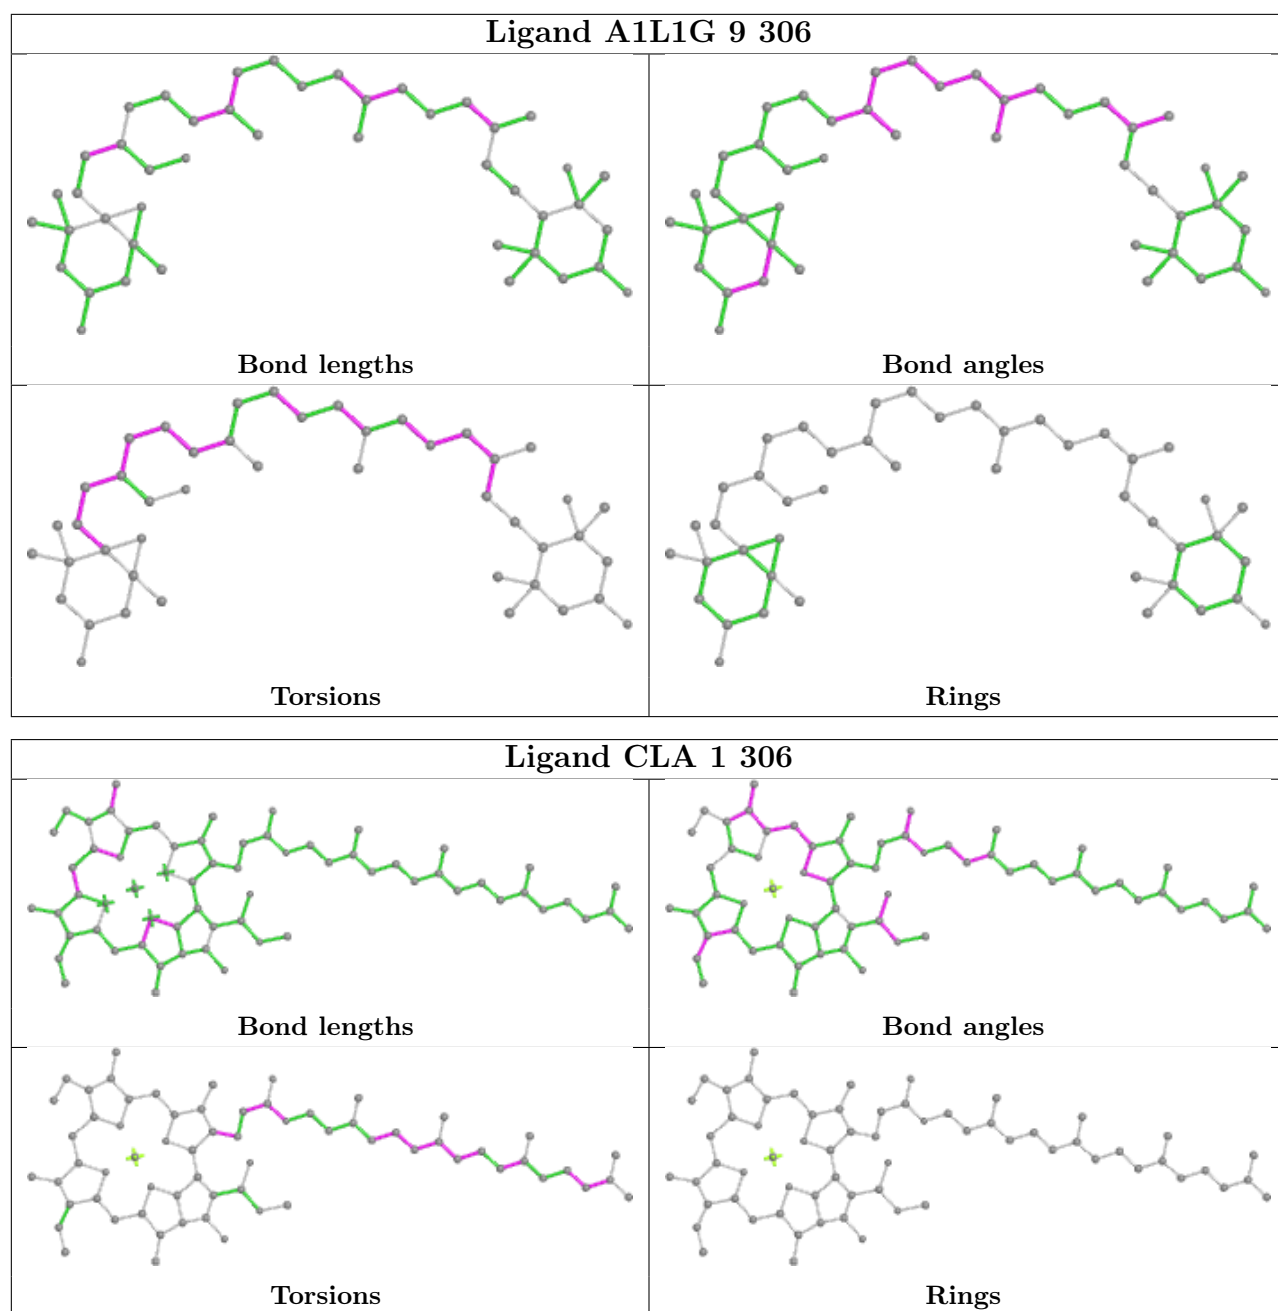 Ligand A1L1G 9 306
Bond lengths
Bond angles
Torsions
Rings
Ligand CLA 1 306
Bond lengths
Bond angles
Torsions
Rings